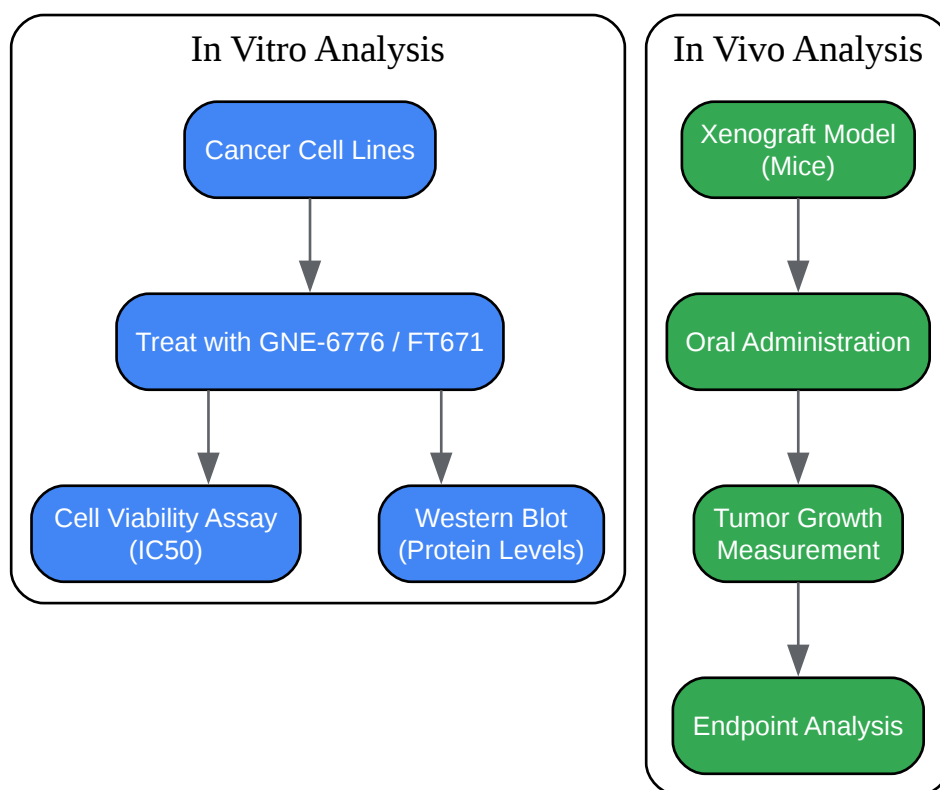 In Vitro Analysis
Cancer Cell Lines
Treat with GNE-6776 / FT671
Cell Viability Assay
(IC50)
Western Blot
(Protein Levels)
In Vivo Analysis
Xenograft Model
(Mice)
Oral Administration
Tumor Growth
Measurement
Endpoint Analysis